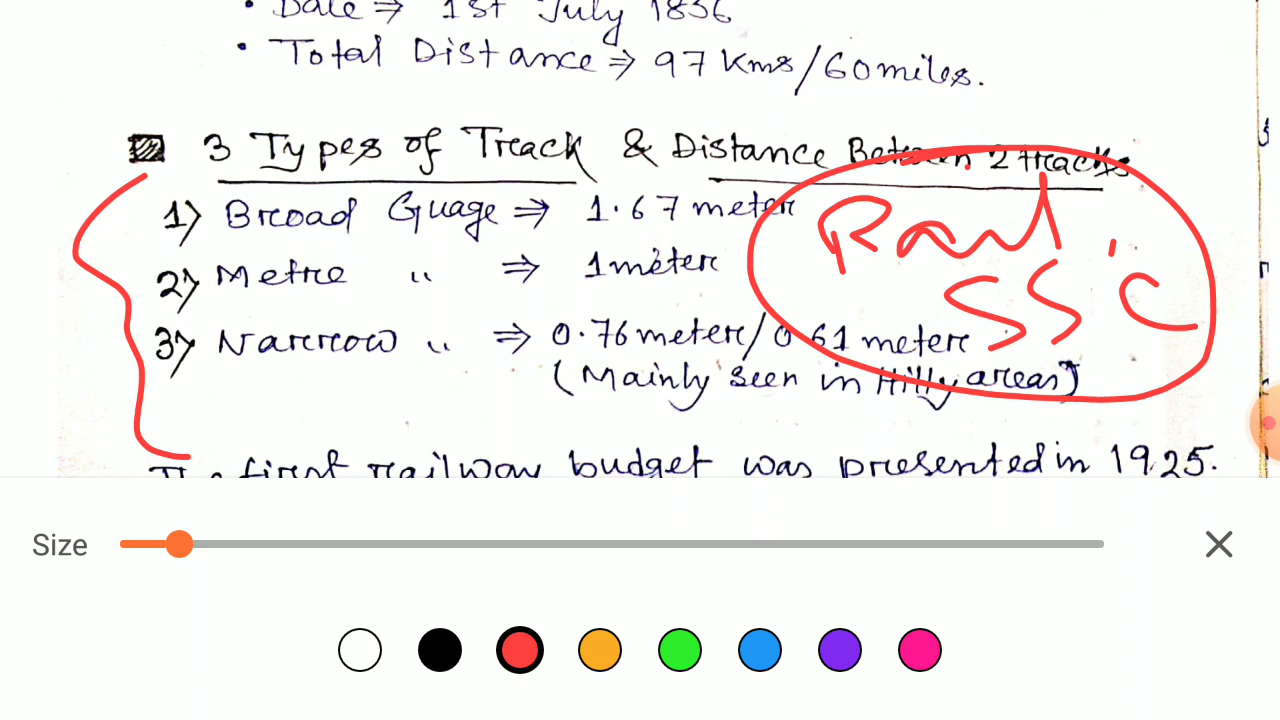 • Date ⇒ 1st July 1856
• Total Distance ⇒ 97 Kms/60miles.
3 Types of Track & Distance Between 2 tracks
1) Broad Guage ⇒ 1.67 meter
2) Metre " ⇒ 1 meter
3) Narrow " ⇒ 0.76 meter/0.61 meter
(Mainly seen in Hilly areas)
The first railway budget was presented in 1925.
SSC
Size